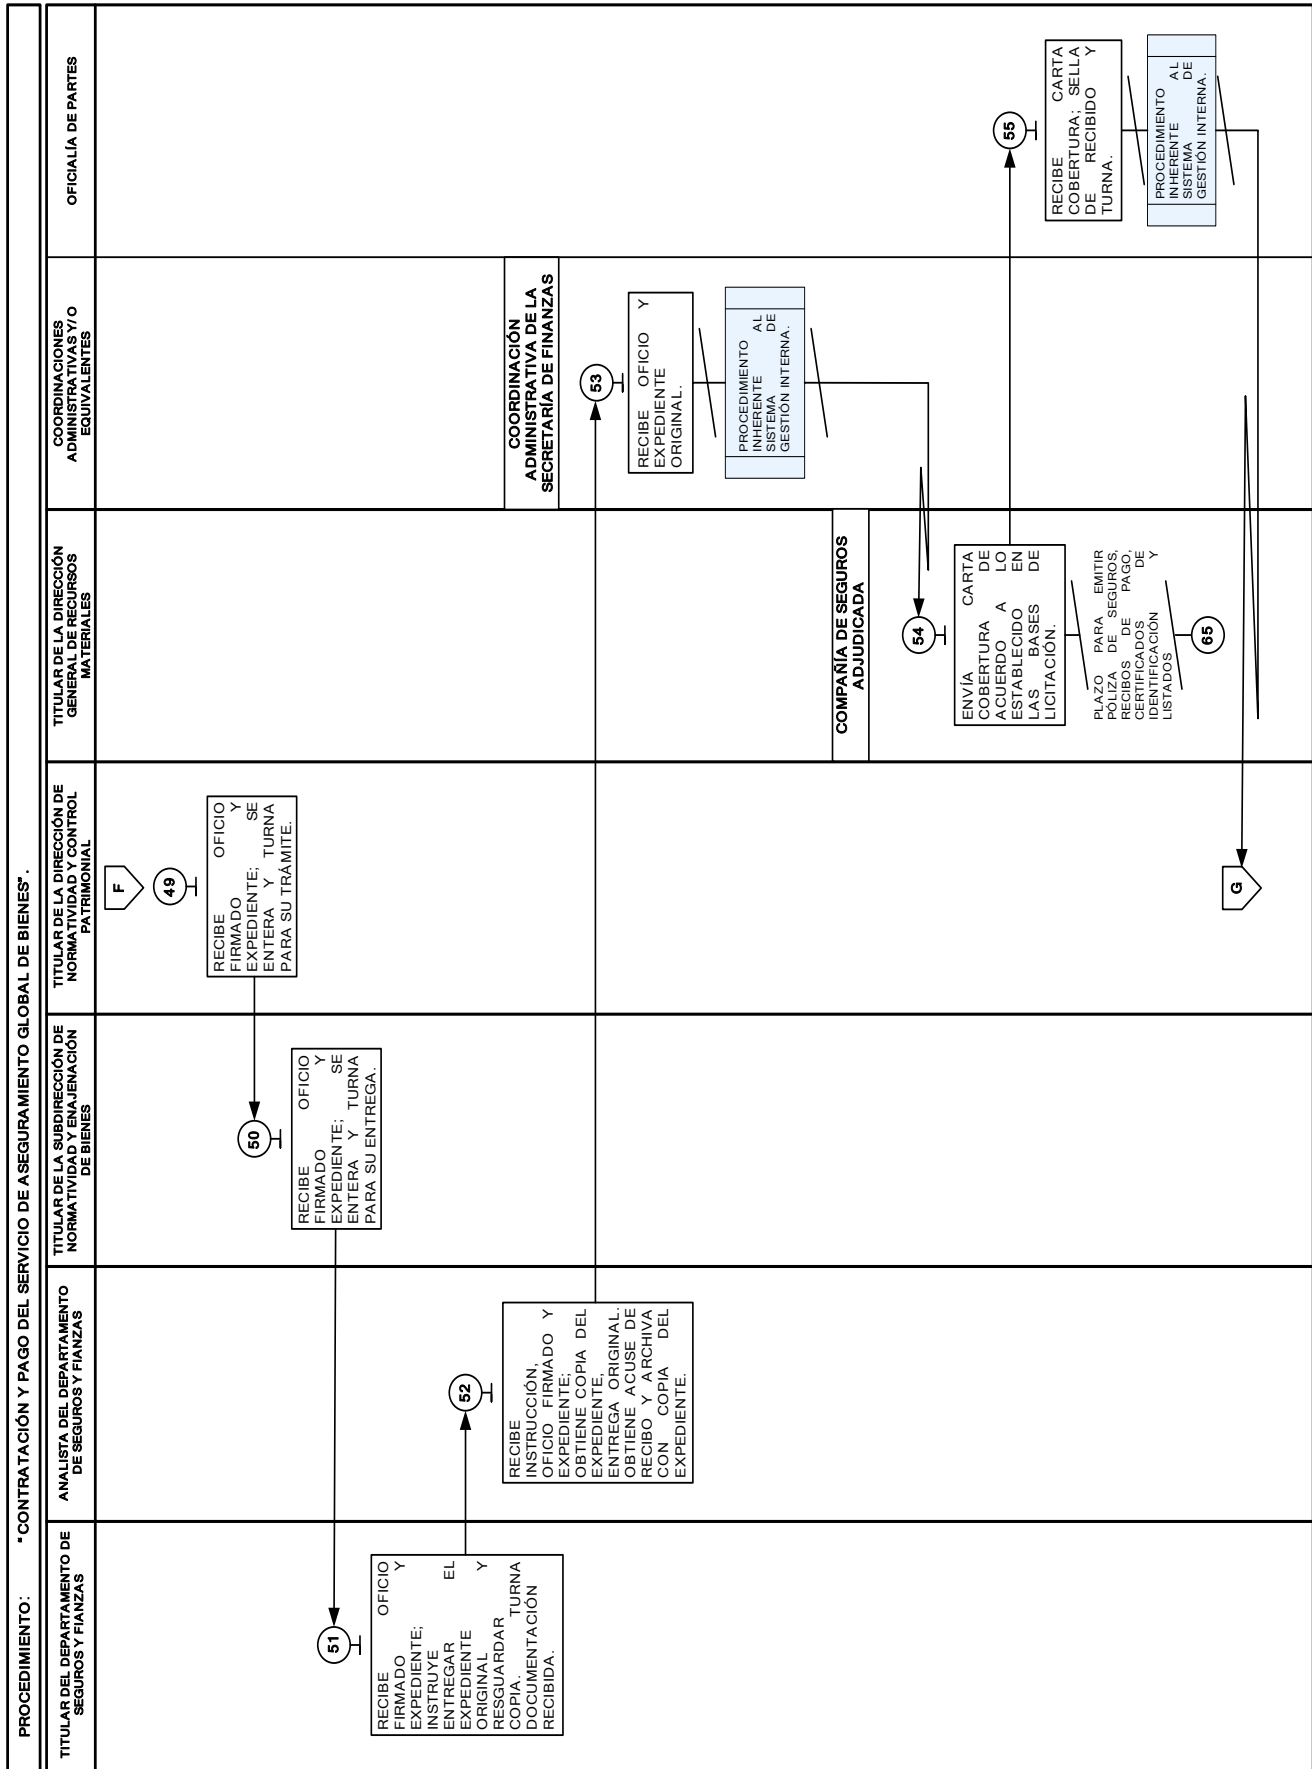 PROCEDIMIENTO: "CONTRATACIÓN Y PAGO DEL SERVICIO DE ASEGURAMIENTO GLOBAL DE BIENES".
TITULAR DEL DEPARTAMENTO DE
SEGUROS Y FIANZAS
ANALISTA DEL DEPARTAMENTO
DE SEGUROS Y FIANZAS
TITULAR DE LA SUBDIRECCIÓN DE
NORMATIVIDAD Y ENAJENACIÓN
DE BIENES
TITULAR DE LA DIRECCIÓN DE
NORMATIVIDAD Y CONTROL
PATRIMONIAL
TITULAR DE LA DIRECCIÓN
GENERAL DE RECURSOS
MATERIALES
COORDINACIONES
ADMINISTRATIVAS Y/O
EQUIVALENTES
OFICIALÍA DE PARTES
F
49
RECIBE OFICIO
FIRMADO Y
EXPEDIENTE; SE
ENTERA Y TURNA
PARA SU TRÁMITE.
50
RECIBE OFICIO
FIRMADO Y
EXPEDIENTE; SE
ENTERA Y TURNA
PARA SU ENTREGA.
51
RECIBE OFICIO
FIRMADO Y
EXPEDIENTE;
INSTRUYE
ENTREGAR EL
EXPEDIENTE
ORIGINAL Y
RESGUARDAR
COPIA. TURNA
DOCUMENTACIÓN
RECIBIDA.
52
RECIBE
INSTRUCCIÓN,
OFICIO FIRMADO Y
EXPEDIENTE;
OBTIENE COPIA DEL
EXPEDIENTE,
ENTREGA ORIGINAL.
OBTIENE ACUSE DE
RECIBO Y ARCHIVA
CON COPIA DEL
EXPEDIENTE.
COORDINACIÓN
ADMINISTRATIVA DE LA
SECRETARÍA DE FINANZAS
53
RECIBE OFICIO Y
EXPEDIENTE
ORIGINAL.
PROCEDIMIENTO
INHERENTE AL
SISTEMA DE
GESTIÓN INTERNA.
COMPAÑÍA DE SEGUROS
ADJUDICADA
54
ENVÍA CARTA
COBERTURA DE
ACUERDO A LO
ESTABLECIDO EN
LAS BASES DE
LICITACIÓN.
PLAZO PARA EMITIR
PÓLIZA DE SEGUROS,
RECIBOS DE PAGO,
CERTIFICADOS DE
IDENTIFICACIÓN Y
LISTADOS
65
55
RECIBE CARTA
COBERTURA; SELLA
DE RECIBIDO Y
TURNA.
PROCEDIMIENTO
INHERENTE AL
SISTEMA DE
GESTIÓN INTERNA.
G